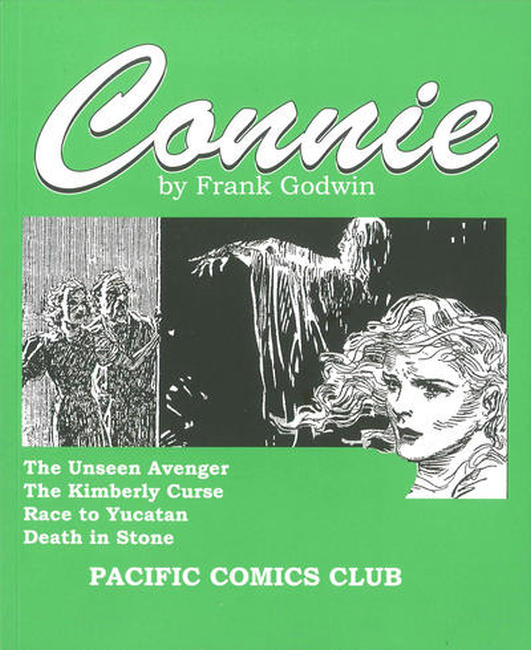 Connie
by Frank Godwin
The Unseen Avenger
The Kimberly Curse
Race to Yucatan
Death in Stone
PACIFIC COMICS CLUB